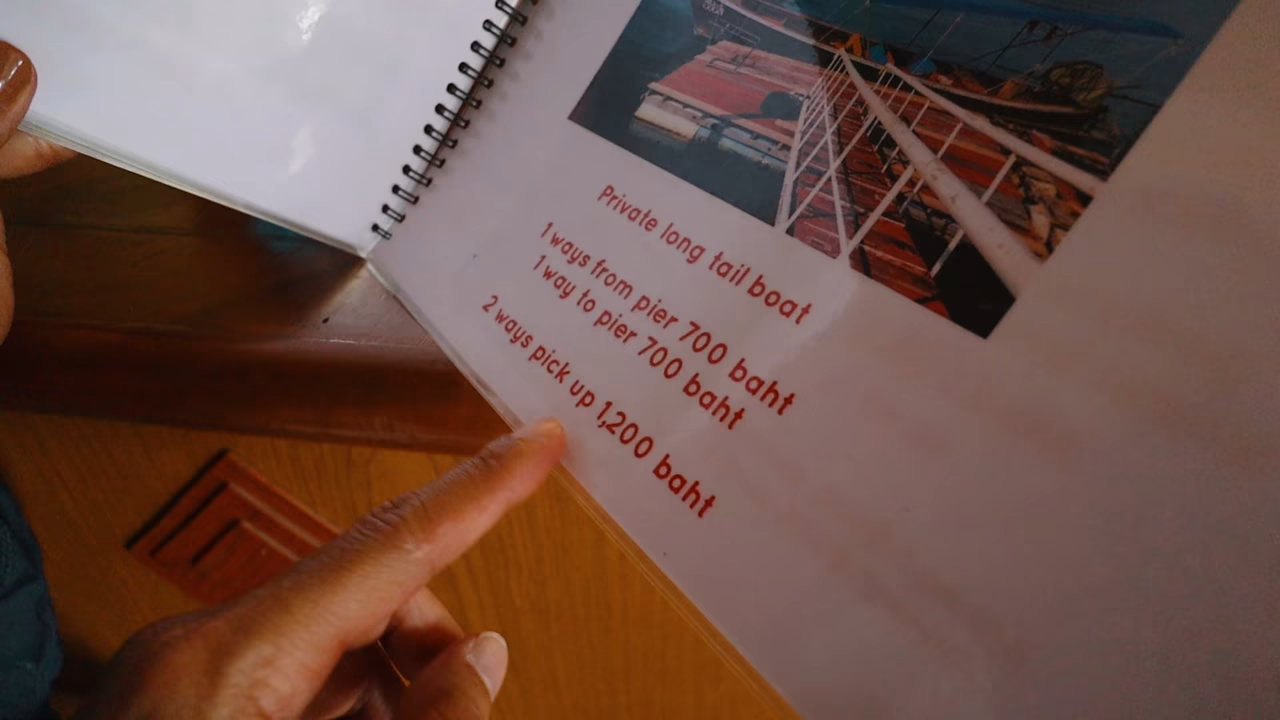 Private long tail boat
1 ways from pier 700 baht
1 way to pier 700 baht
2 ways pick up 1,200 baht